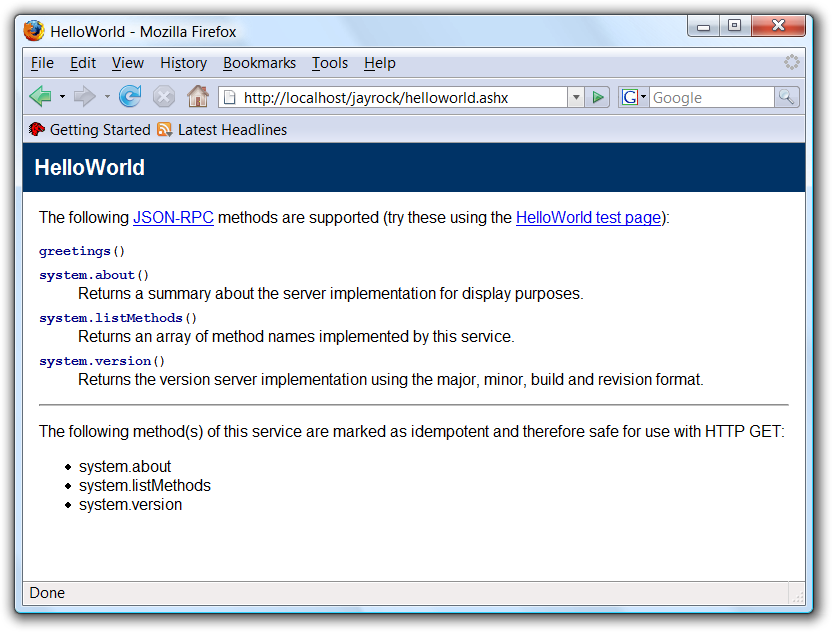 HelloWorld - Mozilla Firefox
File Edit View History Bookmarks Tools Help
http://localhost/jayrock/helloworld.ashx G Google
Getting Started Latest Headlines
HelloWorld
The following JSON-RPC methods are supported (try these using the HelloWorld test page):
greetings()
system.about()
Returns a summary about the server implementation for display purposes.
system.listMethods()
Returns an array of method names implemented by this service.
system.version()
Returns the version server implementation using the major, minor, build and revision format.
The following method(s) of this service are marked as idempotent and therefore safe for use with HTTP GET:
system.about
system.listMethods
system.version
Done